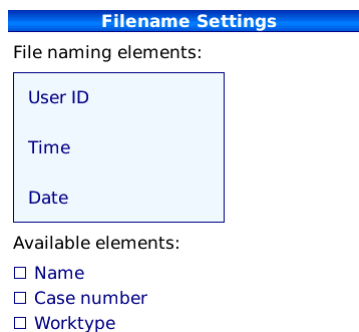 Filename Settings
File naming elements:
User ID
Time
Date
Available elements:
Name
Case number
Worktype